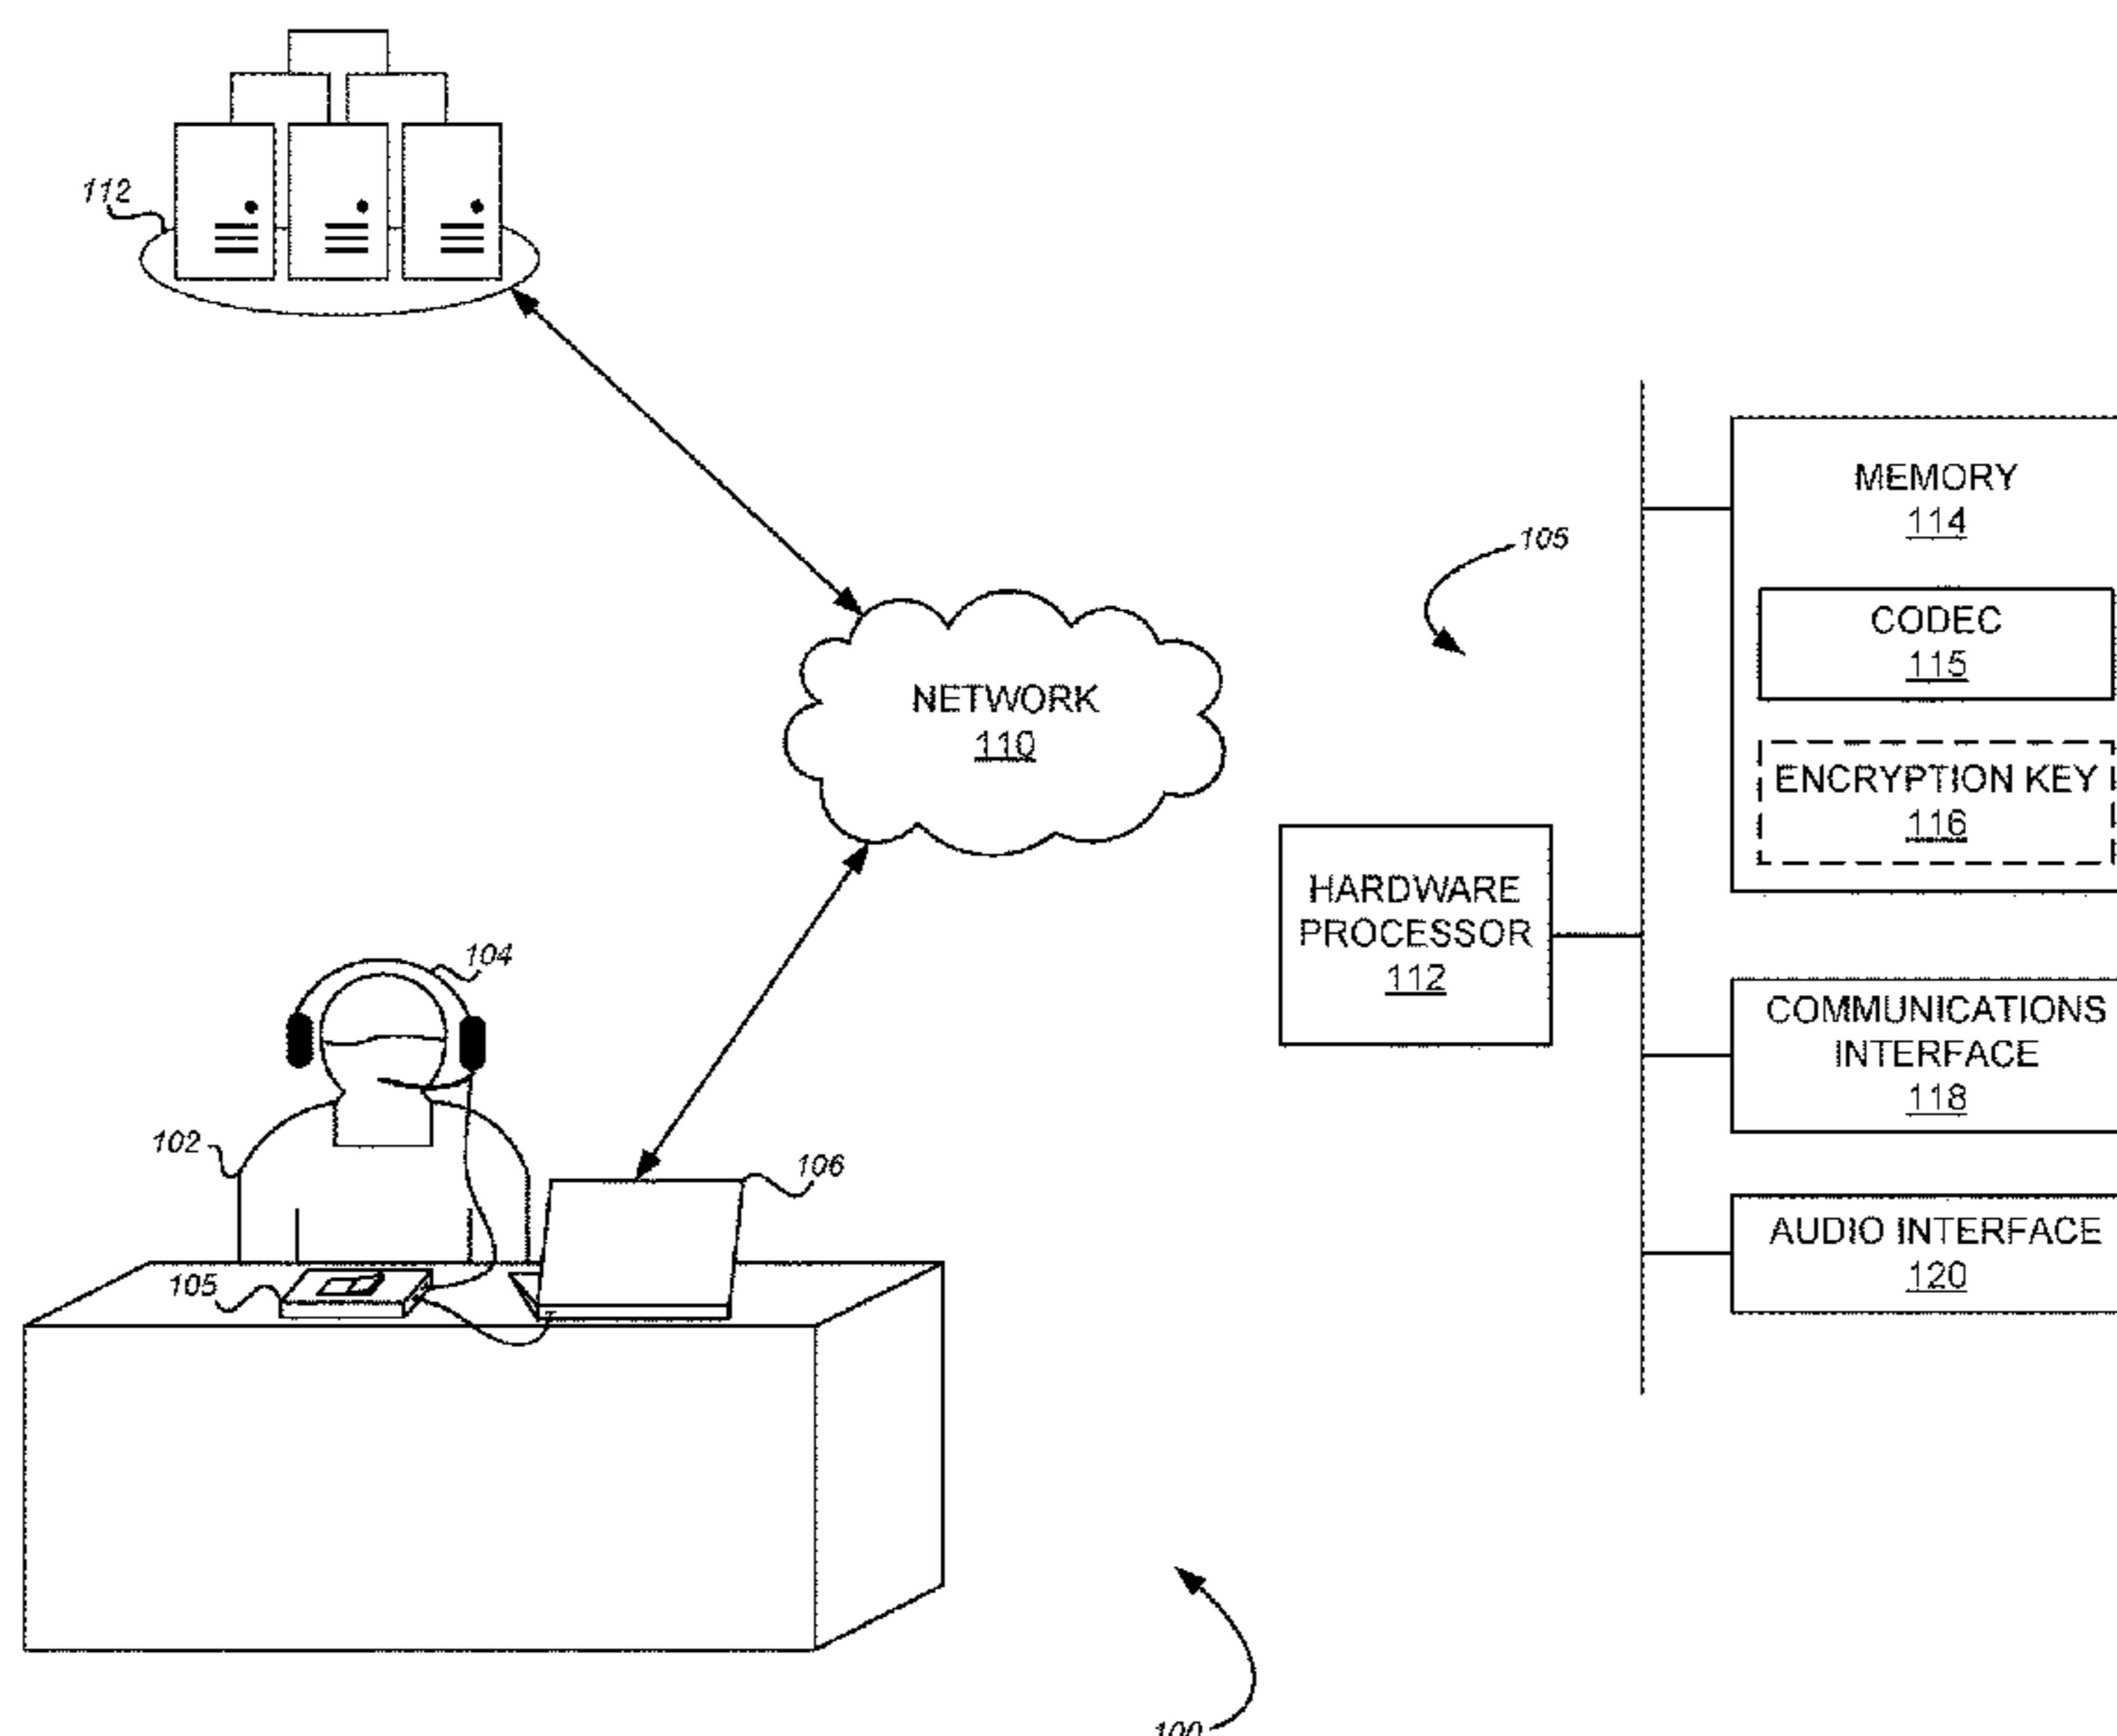 112
MEMORY
114
105
CODEC
115
NETWORK
110
ENCRYPTION KEY
116
HARDWARE
PROCESSOR
112
104
COMMUNICATIONS
INTERFACE
118
102
106
AUDIO INTERFACE
120
105
100